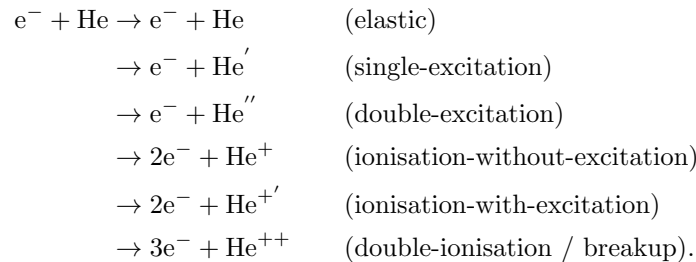 e⁻ + He → e⁻ + He (elastic)
→ e⁻ + He′ (single-excitation)
→ e⁻ + He′′ (double-excitation)
→ 2e⁻ + He⁺ (ionisation-without-excitation)
→ 2e⁻ + He⁺′ (ionisation-with-excitation)
→ 3e⁻ + He⁺⁺ (double-ionisation / breakup).